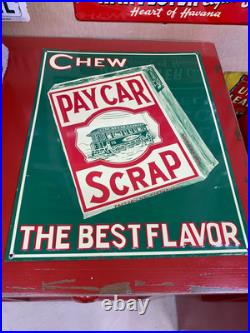 Heart of Havana
CHEW
PAY CAR
SCRAP
THE BEST FLAVOR